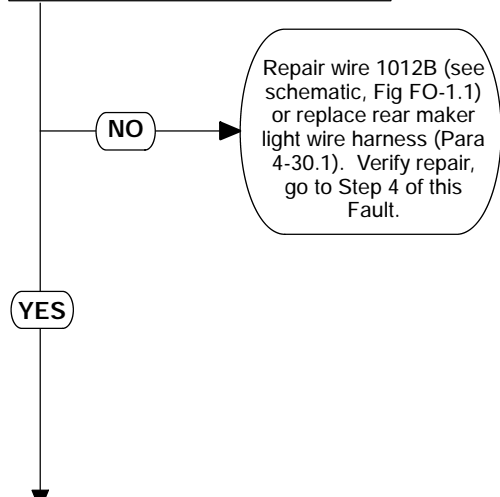 Repair wire 1012B (see
schematic, Fig FO-1.1)
or replace rear maker
light wire harness (Para
4-30.1). Verify repair,
go to Step 4 of this
Fault.
NO
YES